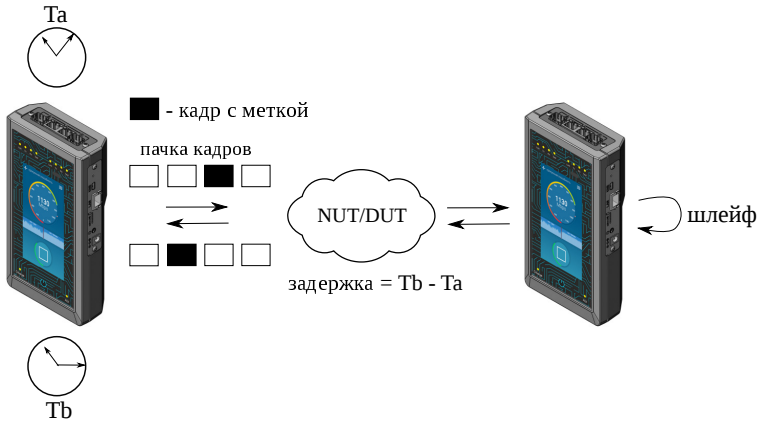 Ta
- кадр с меткой
пачка кадров
NUT/DUT
шлейф
задержка = Tb - Ta
Tb